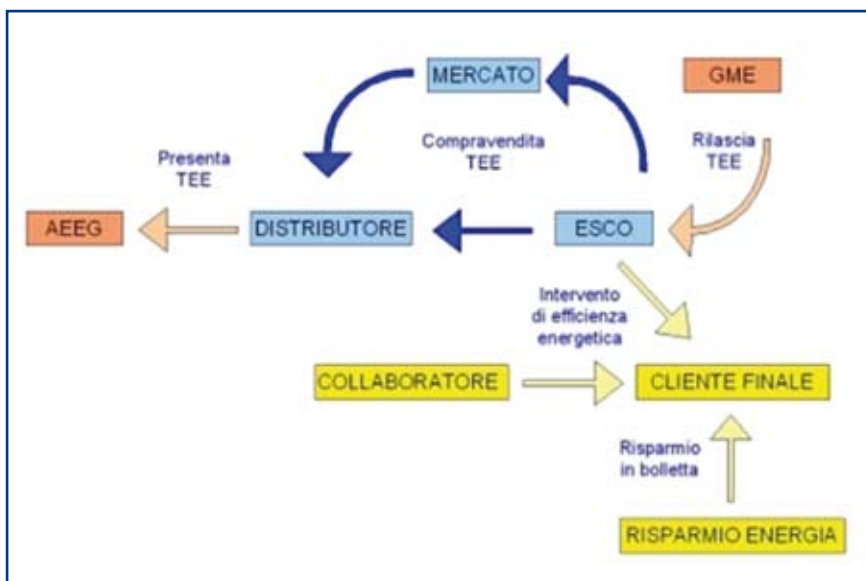 MERCATO
GME
Presenta
TEE
Compravendita
TEE
Rilascia
TEE
AEEG
DISTRIBUTORE
ESCO
Intervento
di efficienza
energetica
COLLABORATORE
CLIENTE FINALE
Risparmio
in bolletta
RISPARMIO ENERGIA